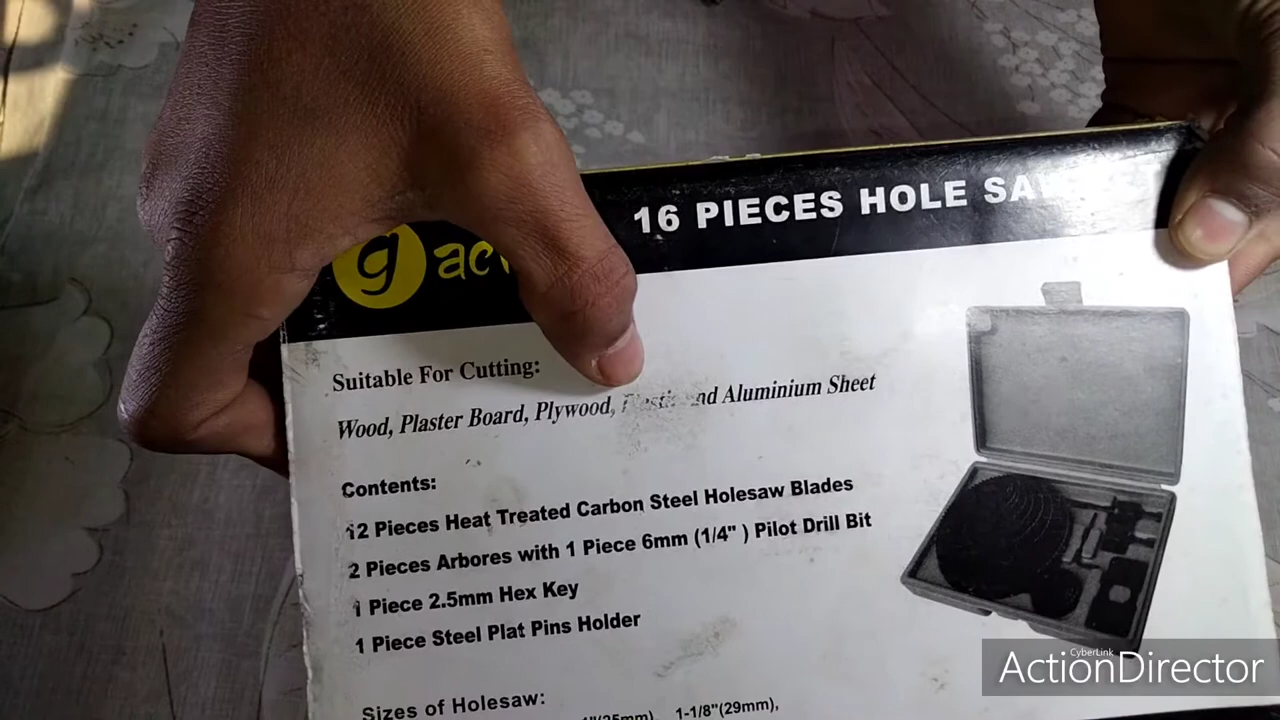 16 PIECES HOLE
g
Suitable For Cutting:
Wood, Plaster Board, Plywood, Plastic and Aluminium Sheet
Contents:
12 Pieces Heat Treated Carbon Steel Holesaw Blades
2 Pieces Arbores with 1 Piece 6mm (1/4" ) Pilot Drill Bit
1 Piece 2.5mm Hex Key
1 Piece Steel Plat Pins Holder
Sizes of Holesaw:
1-1/8"(29mm),
CyberLink
ActionDirector